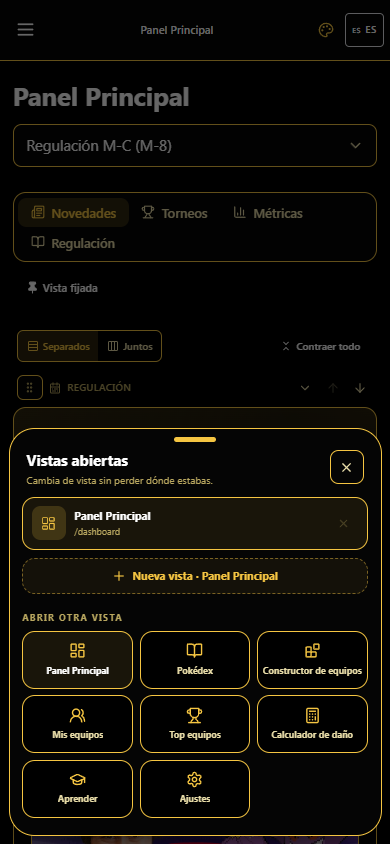 Panel Principal
ES ES
Panel Principal
Regulación M-C (M-8)
Novedades
Torneos
Métricas
Regulación
Vista fijada
Separados
Juntos
Contraer todo
REGULACIÓN
Vistas abiertas
Cambia de vista sin perder dónde estabas.
Panel Principal
/dashboard
Nueva vista · Panel Principal
ABRIR OTRA VISTA
Panel Principal
Pokédex
Constructor de equipos
Mis equipos
Top equipos
Calculador de daño
Aprender
Ajustes